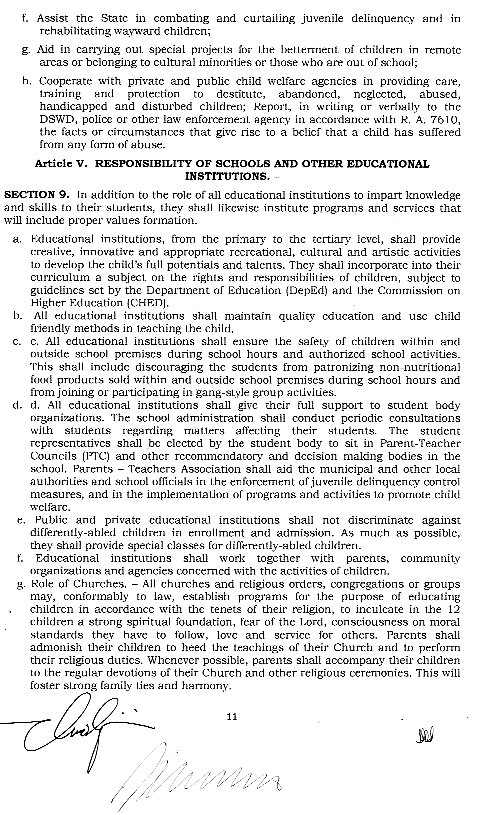 f. Assist the State in combating and curtailing juvenile delinquency and in
rehabilitating wayward children;
g. Aid in carrying out special projects for the betterment of children in remote
areas or belonging to cultural minorities or those who are out of school;
h. Cooperate with private and public child welfare agencies in providing care,
training and protection to destitute, abandoned, neglected, abused,
handicapped and disturbed children; Report, in writing or verbally to the
DSWD, police or other law enforcement agency in accordance with R. A. 7610,
the facts or circumstances that give rise to a belief that a child has suffered
from any form of abuse.
Article V. RESPONSIBILITY OF SCHOOLS AND OTHER EDUCATIONAL
INSTITUTIONS. –
SECTION 9. In addition to the role of all educational institutions to impart knowledge
and skills to their students, they shall likewise institute programs and services that
will include proper values formation.
a. Educational institutions, from the primary to the tertiary level, shall provide
creative, innovative and appropriate recreational, cultural and artistic activities
to develop the child's full potentials and talents. They shall incorporate into their
curriculum a subject on the rights and responsibilities of children, subject to
guidelines set by the Department of Education (DepEd) and the Commission on
Higher Education (CHED).
b. All educational institutions shall maintain quality education and use child
friendly methods in teaching the child.
c. c. All educational institutions shall ensure the safety of children within and
outside school premises during school hours and authorized school activities.
This shall include discouraging the students from patronizing non-nutritional
food products sold within and outside school premises during school hours and
from joining or participating in gang-style group activities.
d. d. All educational institutions shall give their full support to student body
organizations. The school administration shall conduct periodic consultations
with students regarding matters affecting their students. The student
representatives shall be elected by the student body to sit in Parent-Teacher
Councils (PTC) and other recommendatory and decision making bodies in the
school. Parents – Teachers Association shall aid the municipal and other local
authorities and school officials in the enforcement of juvenile delinquency control
measures, and in the implementation of programs and activities to promote child
welfare.
e. Public and private educational institutions shall not discriminate against
differently-abled children in enrollment and admission. As much as possible,
they shall provide special classes for differently-abled children.
f. Educational institutions shall work together with parents, community
organizations and agencies concerned with the activities of children.
g. Role of Churches. – All churches and religious orders, congregations or groups
may, conformably to law, establish programs for the purpose of educating
children in accordance with the tenets of their religion, to inculcate in the 12
children a strong spiritual foundation, fear of the Lord, consciousness on moral
standards they have to follow, love and service for others. Parents shall
admonish their children to heed the teachings of their Church and to perform
their religious duties. Whenever possible, parents shall accompany their children
to the regular devotions of their Church and other religious ceremonies. This will
foster strong family ties and harmony.
11